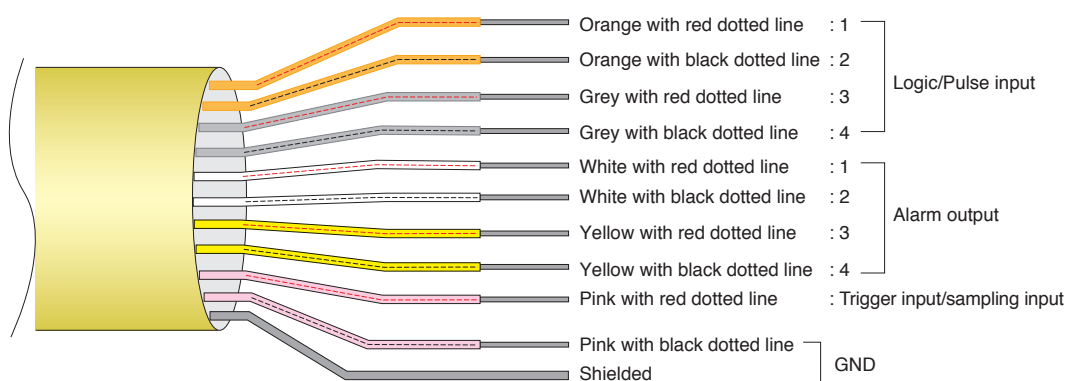 Orange with red dotted line : 1
Orange with black dotted line : 2
Logic/Pulse input
Grey with red dotted line : 3
Grey with black dotted line : 4
White with red dotted line : 1
White with black dotted line : 2
Alarm output
Yellow with red dotted line : 3
Yellow with black dotted line : 4
Pink with red dotted line : Trigger input/sampling input
Pink with black dotted line
GND
Shielded